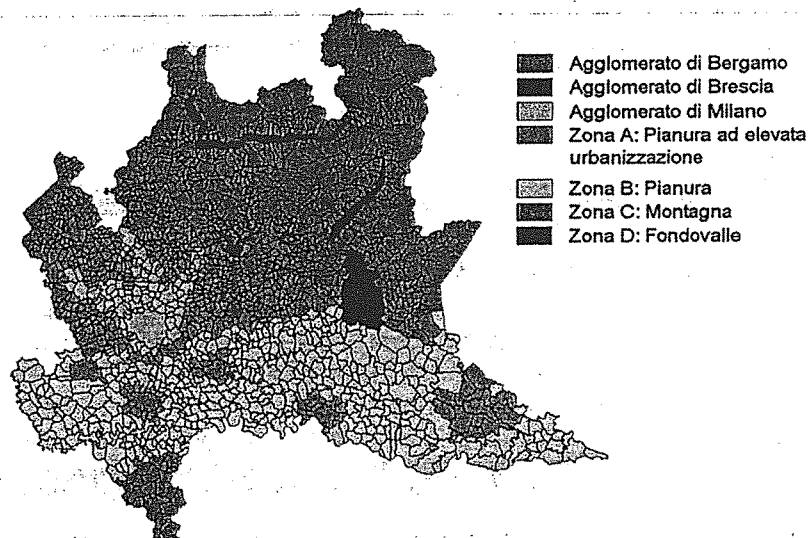 Agglomerato di Bergamo
Agglomerato di Brescia
Agglomerato di Milano
Zona A: Pianura ad elevata
urbanizzazione
Zona B: Pianura
Zona C: Montagna
Zona D: Fondovalle